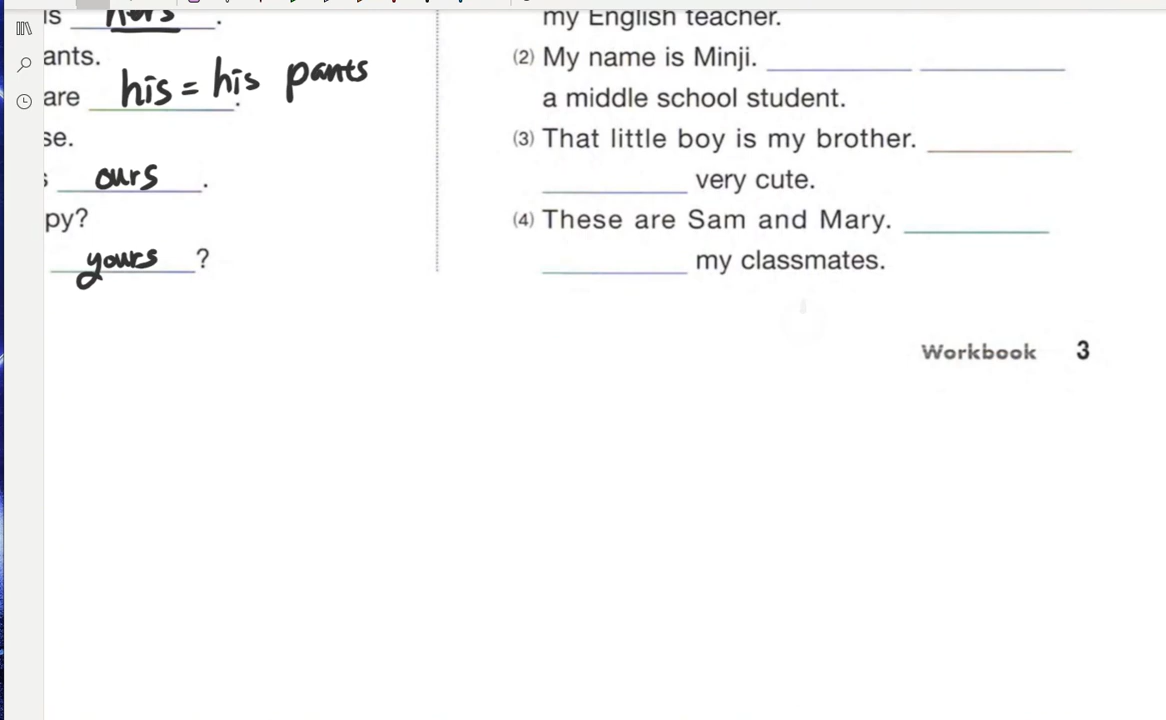 is hers.
ants.
are his = his pants.
se.
s ours.
py?
yours?
my English teacher.
(2) My name is Minji.
a middle school student.
(3) That little boy is my brother.
very cute.
(4) These are Sam and Mary.
my classmates.
Workbook 3